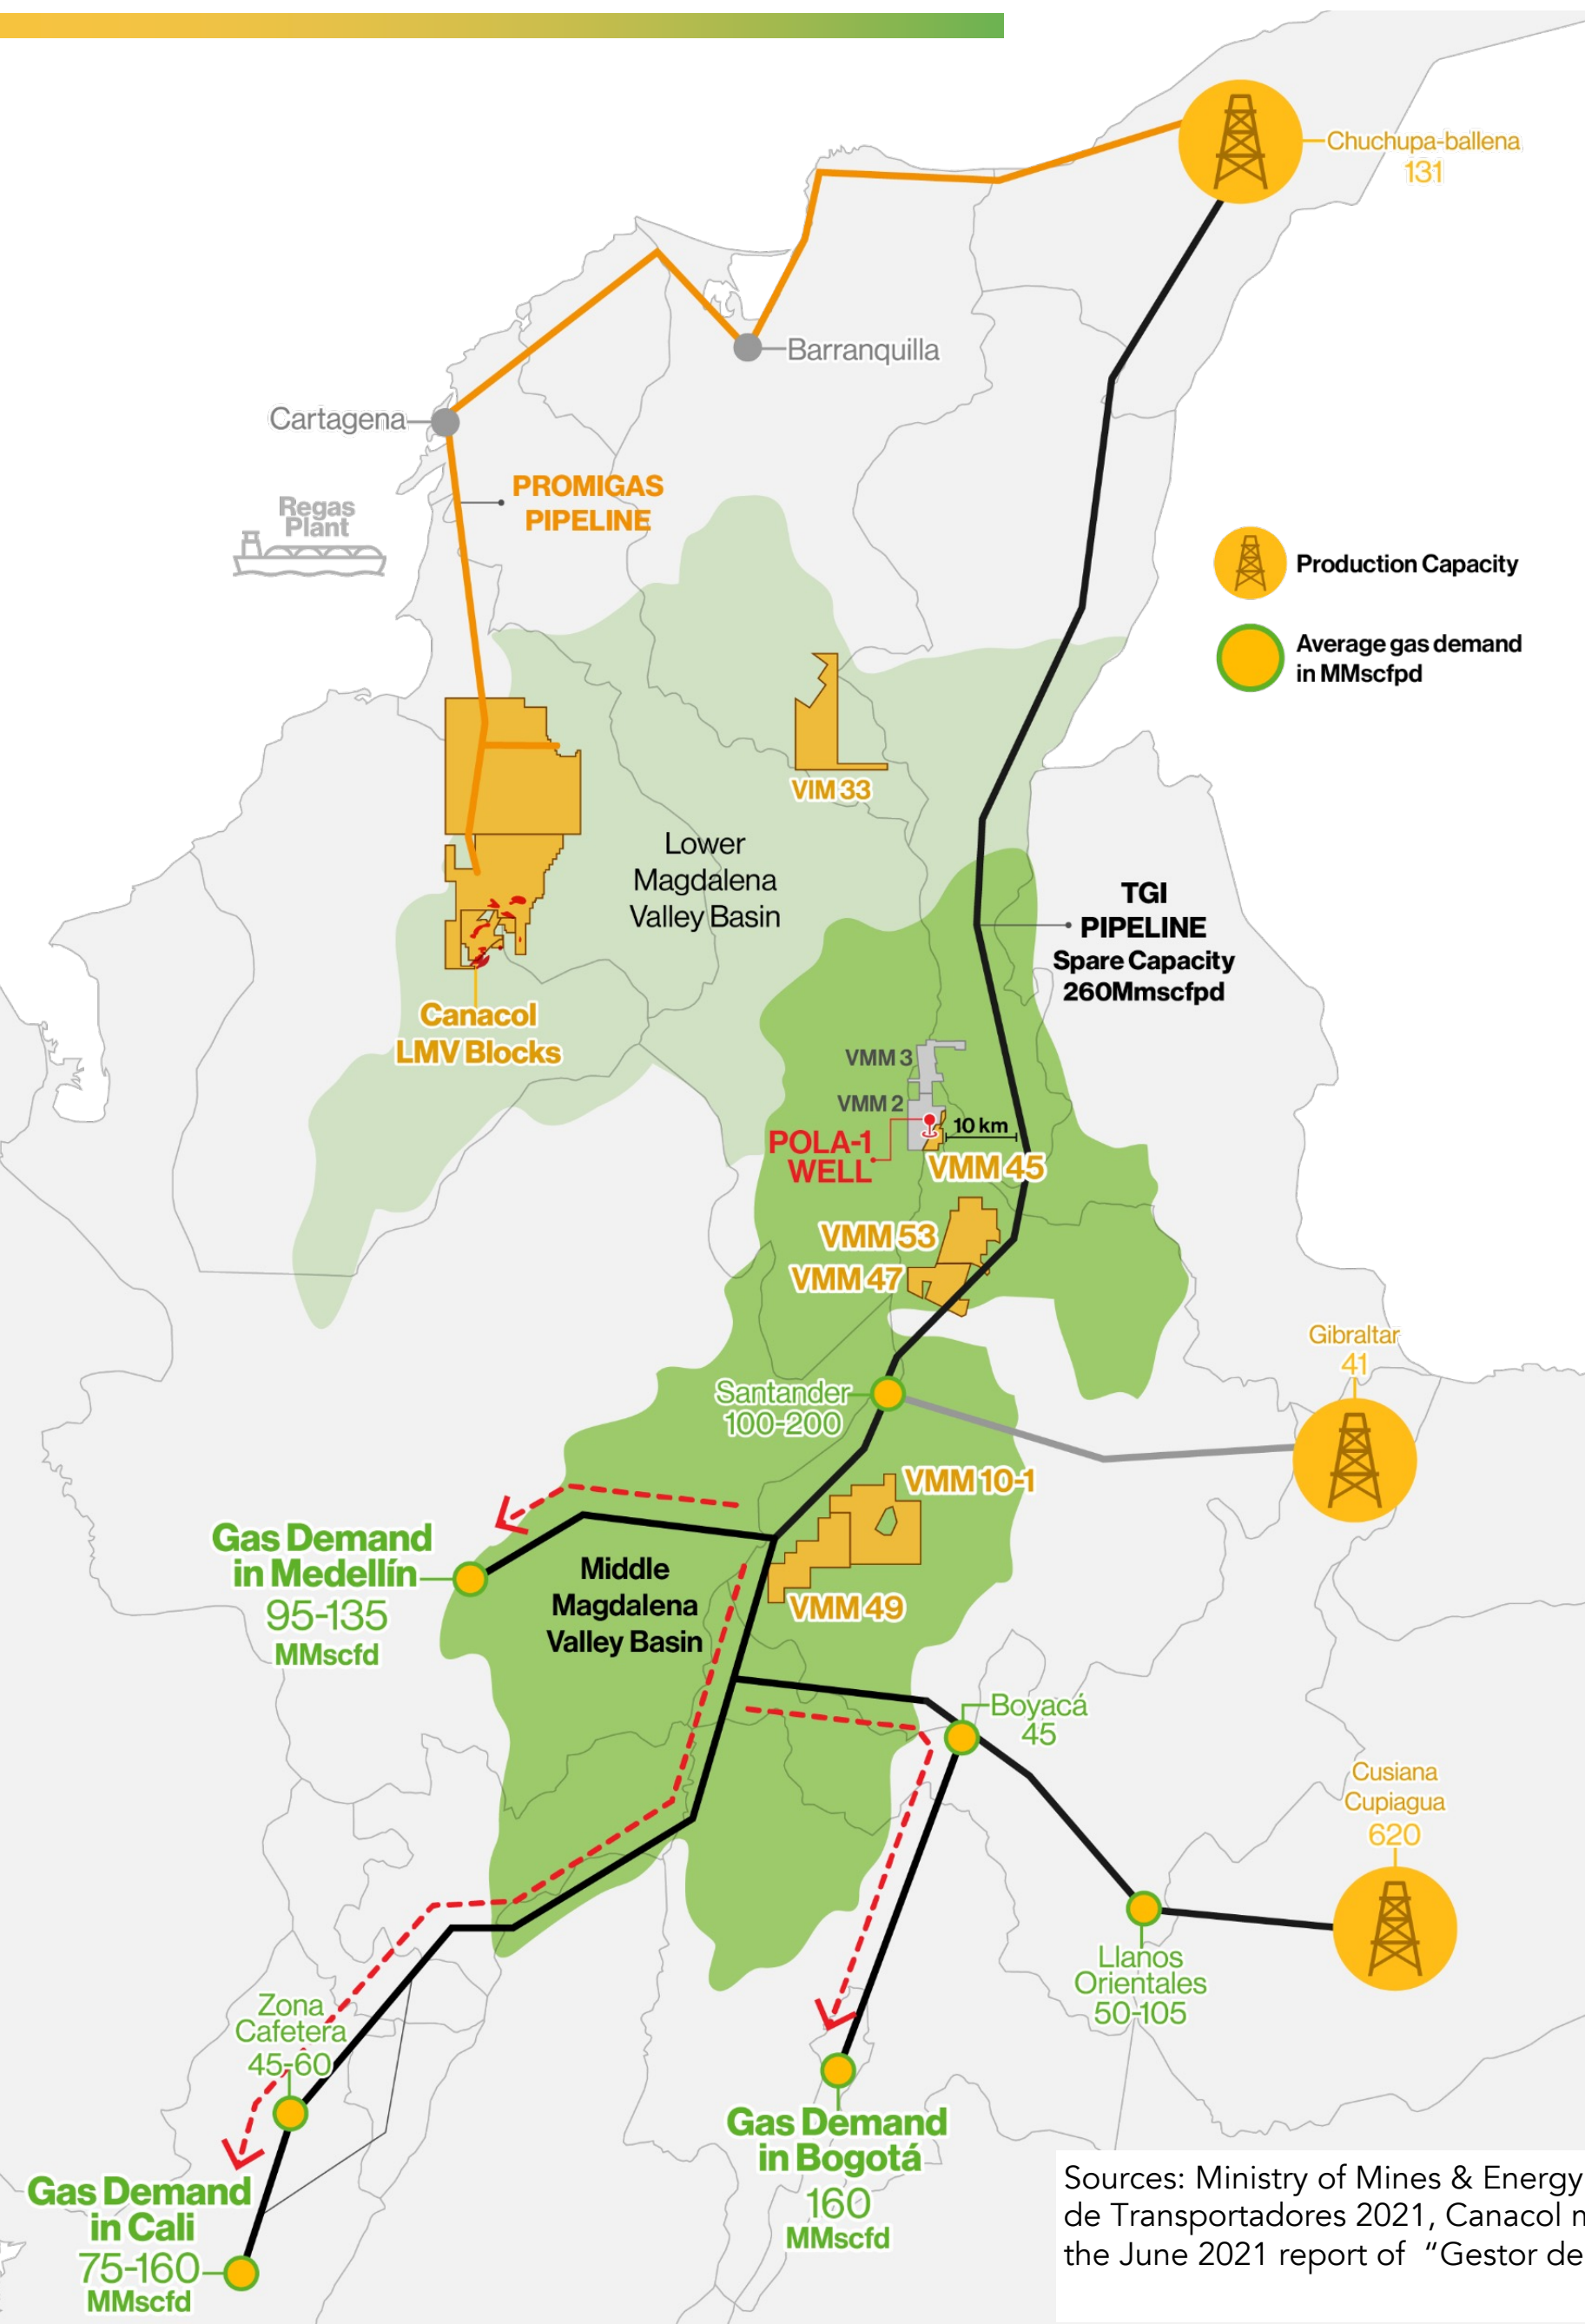 Chuchupa-ballena
131
Barranquilla
Cartagena
PROMIGAS
PIPELINE
Regas
Plant
Production Capacity
Average gas demand
in MMscfpd
VIM 33
Lower
Magdalena
Valley Basin
TGI
PIPELINE
Spare Capacity
260Mmscfpd
Canacol
LMV Blocks
VMM 3
VMM 2
10 km
POLA-1
WELL
VMM 45
VMM 53
VMM 47
Gibraltar
41
Santander
100-200
VMM 10-1
Gas Demand
in Medellín
95-135
MMscfd
Middle
Magdalena
Valley Basin
VMM 49
Boyacá
45
Cusiana
Cupiagua
620
Llanos
Orientales
50-105
Zona
Cafetera
45-60
Gas Demand
in Bogotá
160
MMscfd
Gas Demand
in Cali
75-160
MMscfd
Sources: Ministry of Mines & Energy
de Transportadores 2021, Canacol
the June 2021 report of “Gestor de